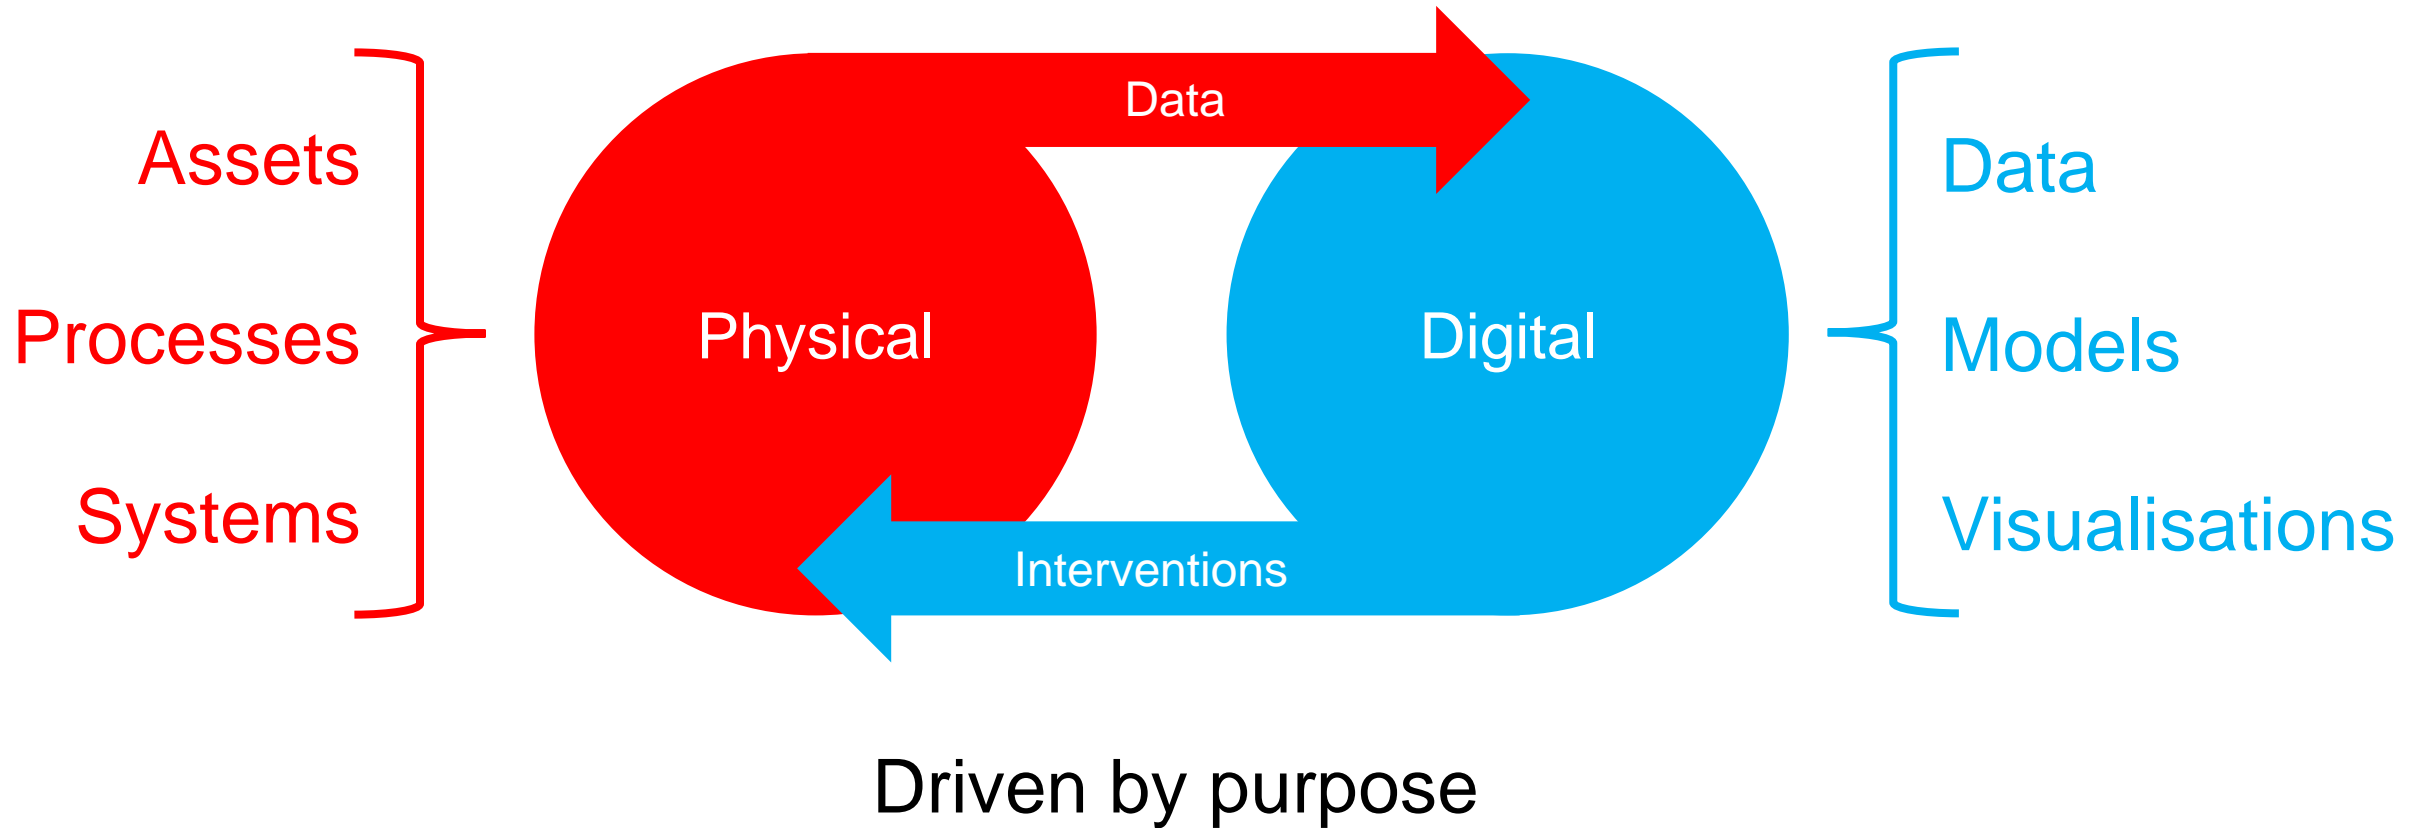 Assets
Processes
Systems
Data
Physical
Digital
Interventions
Data
Models
Visualisations
Driven by purpose